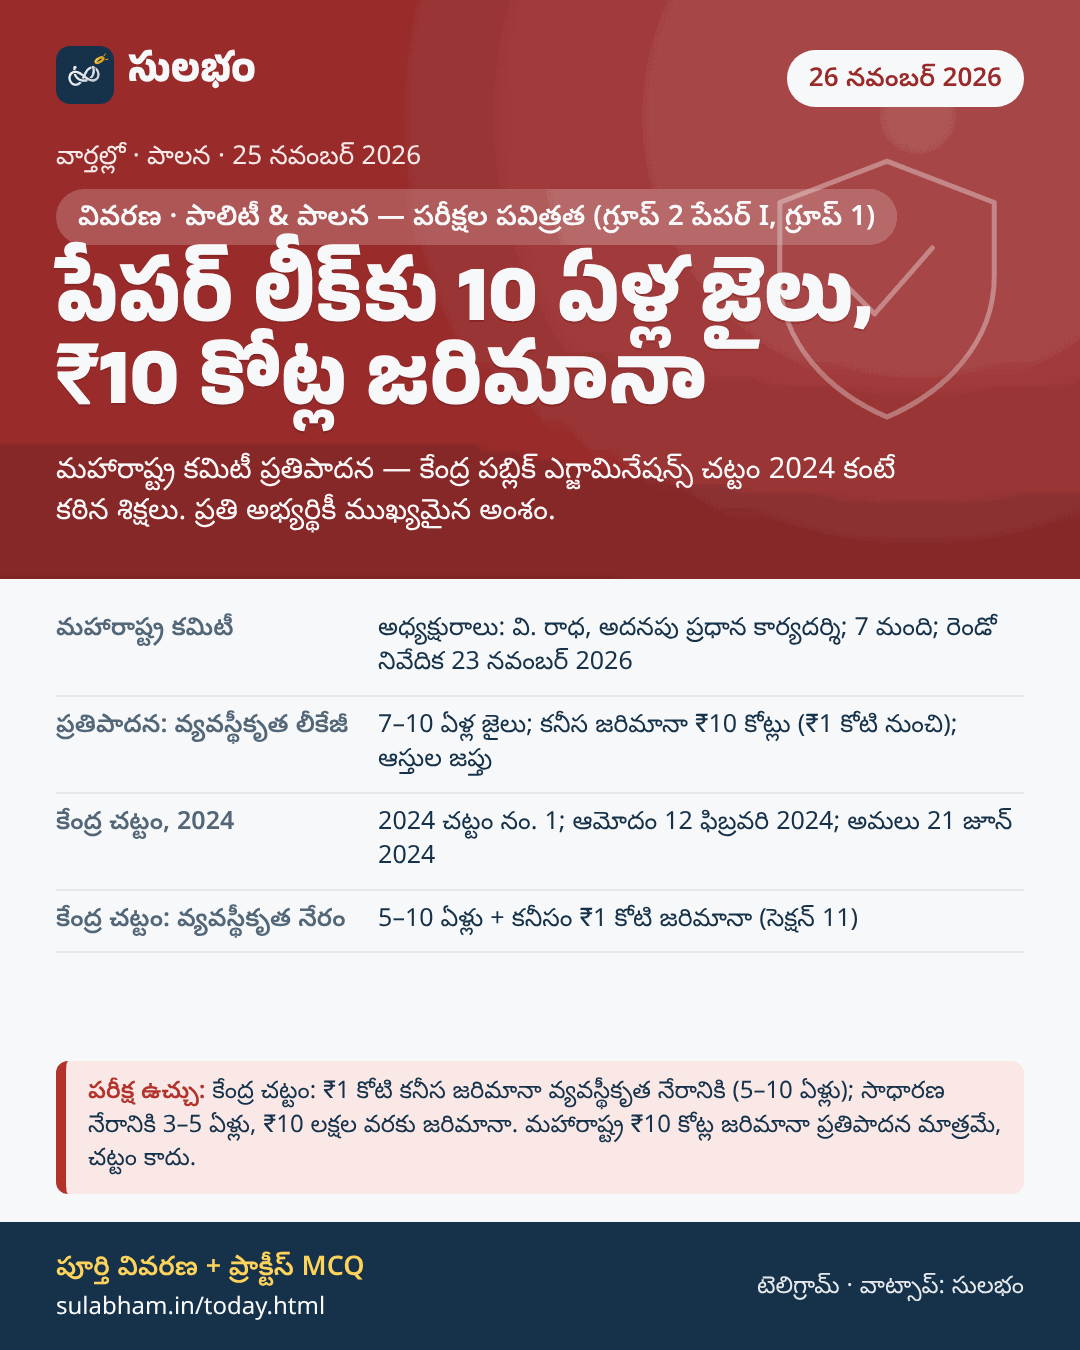 సులభం
26 నవంబర్ 2026
వార్తల్లో · పాలన · 25 నవంబర్ 2026
వివరణ · పాలిటీ & పాలన — పరీక్షల పవిత్రత (గ్రూప్ 2 పేపర్ I, గ్రూప్ 1)
పేపర్ లీక్‌కు 10 ఏళ్ల జైలు,
₹10 కోట్ల జరిమానా
మహారాష్ట్ర కమిటీ ప్రతిపాదన — కేంద్ర పబ్లిక్ ఎగ్జామినేషన్స్ చట్టం 2024 కంటే
కఠిన శిక్షలు. ప్రతి అభ్యర్థికీ ముఖ్యమైన అంశం.
మహారాష్ట్ర కమిటీ
అధ్యక్షురాలు: వి. రాధ, అదనపు ప్రధాన కార్యదర్శి; 7 మంది; రెండో
నివేదిక 23 నవంబర్ 2026
ప్రతిపాదన: వ్యవస్థీకృత లీకేజీ
7–10 ఏళ్ల జైలు; కనీస జరిమానా ₹10 కోట్లు (₹1 కోటి నుంచి);
ఆస్తుల జప్తు
కేంద్ర చట్టం, 2024
2024 చట్టం నం. 1; ఆమోదం 12 ఫిబ్రవరి 2024; అమలు 21 జూన్
2024
కేంద్ర చట్టం: వ్యవస్థీకృత నేరం
5–10 ఏళ్లు + కనీసం ₹1 కోటి జరిమానా (సెక్షన్ 11)
పరీక్ష ఉచ్చు: కేంద్ర చట్టం: ₹1 కోటి కనీస జరిమానా వ్యవస్థీకృత నేరానికి (5–10 ఏళ్లు); సాధారణ
నేరానికి 3–5 ఏళ్లు, ₹10 లక్షల వరకు జరిమానా. మహారాష్ట్ర ₹10 కోట్ల జరిమానా ప్రతిపాదన మాత్రమే,
చట్టం కాదు.
పూర్తి వివరణ + ప్రాక్టీస్ MCQ
sulabham.in/today.html
టెలిగ్రామ్ · వాట్సాప్: సులభం